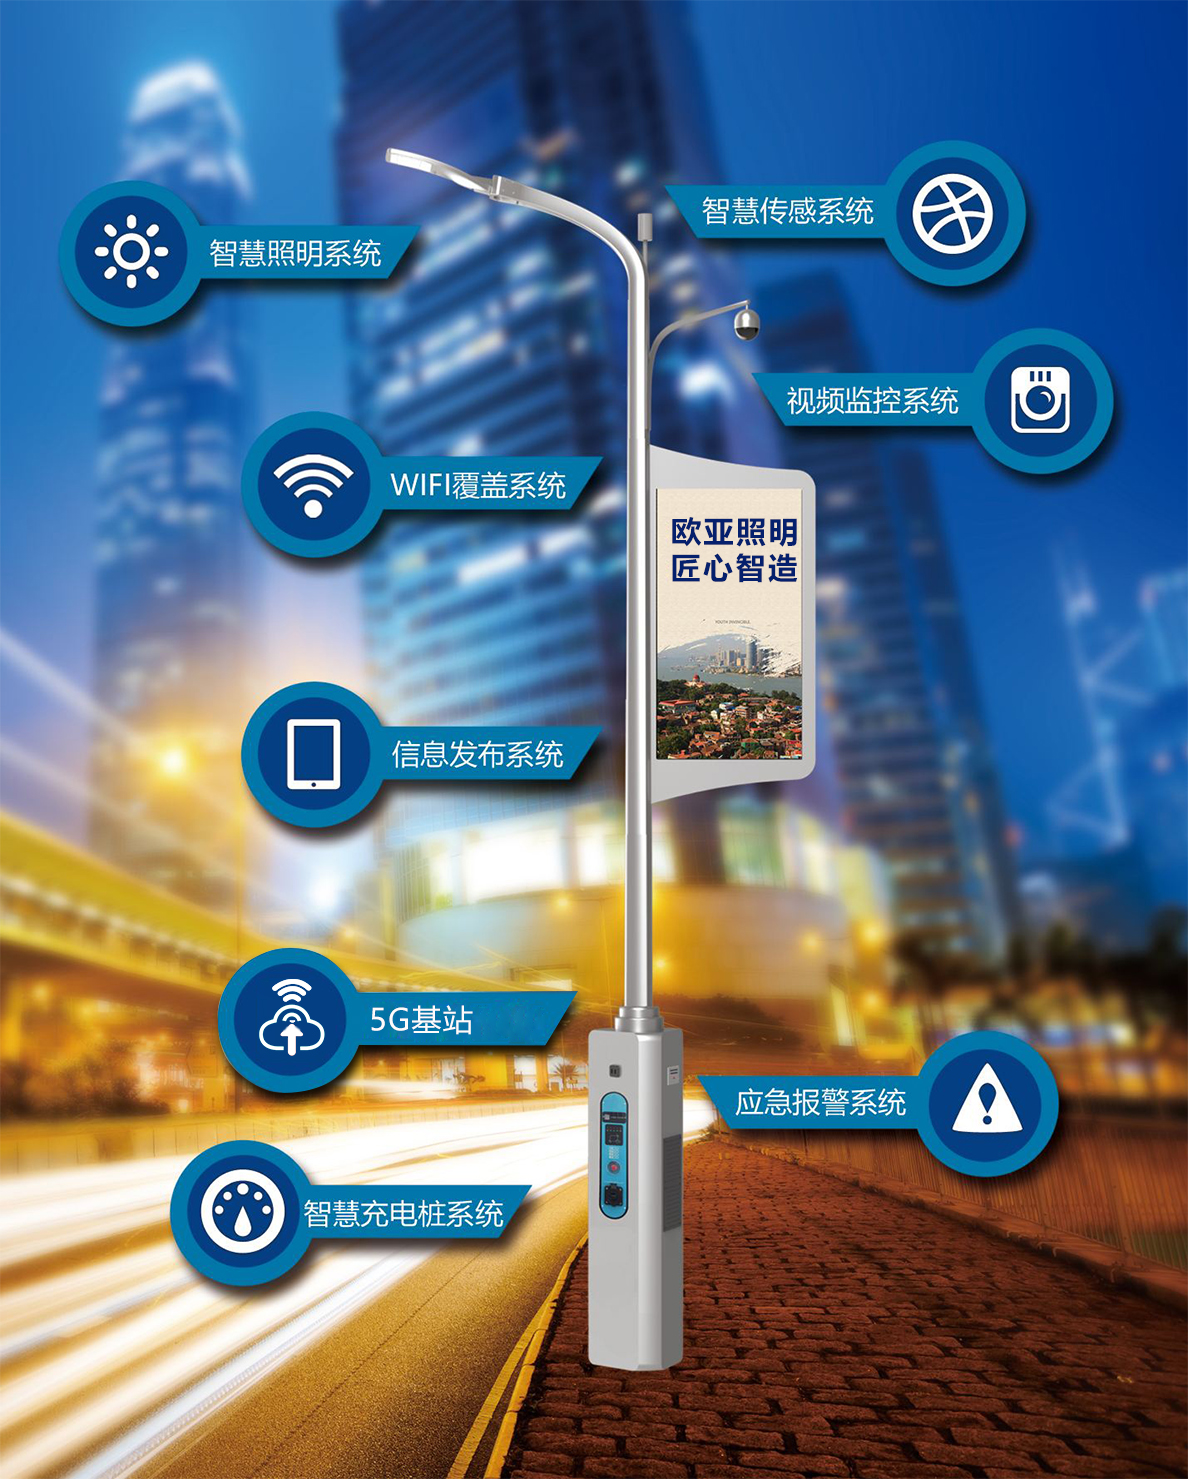 智慧照明系统
智慧传感系统
视频监控系统
WIFI覆盖系统
欧亚照明
匠心智造
YOUTH INVINCIBLE
信息发布系统
5G基站
应急报警系统
智慧充电桩系统